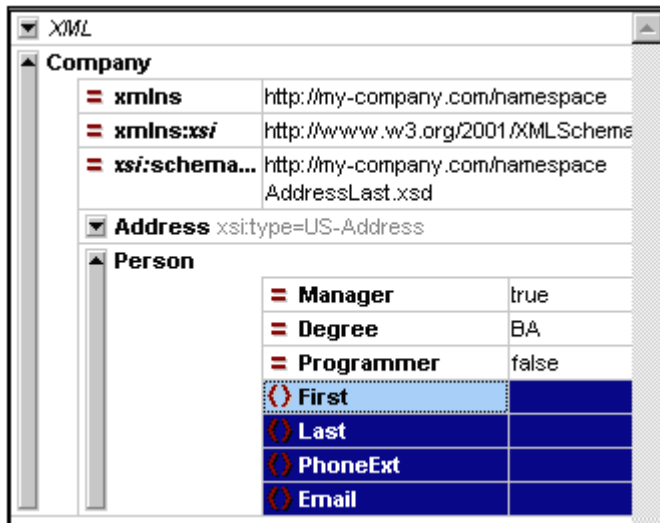 XML
Company
= xmlns http://my-company.com/namespace
= xmlns:xsi http://www.w3.org/2001/XMLSchema
= xsi:schema... http://my-company.com/namespace
AddressLast.xsd
Address xsi:type=US-Address
Person
= Manager true
= Degree BA
= Programmer false
() First
() Last
() PhoneExt
() Email